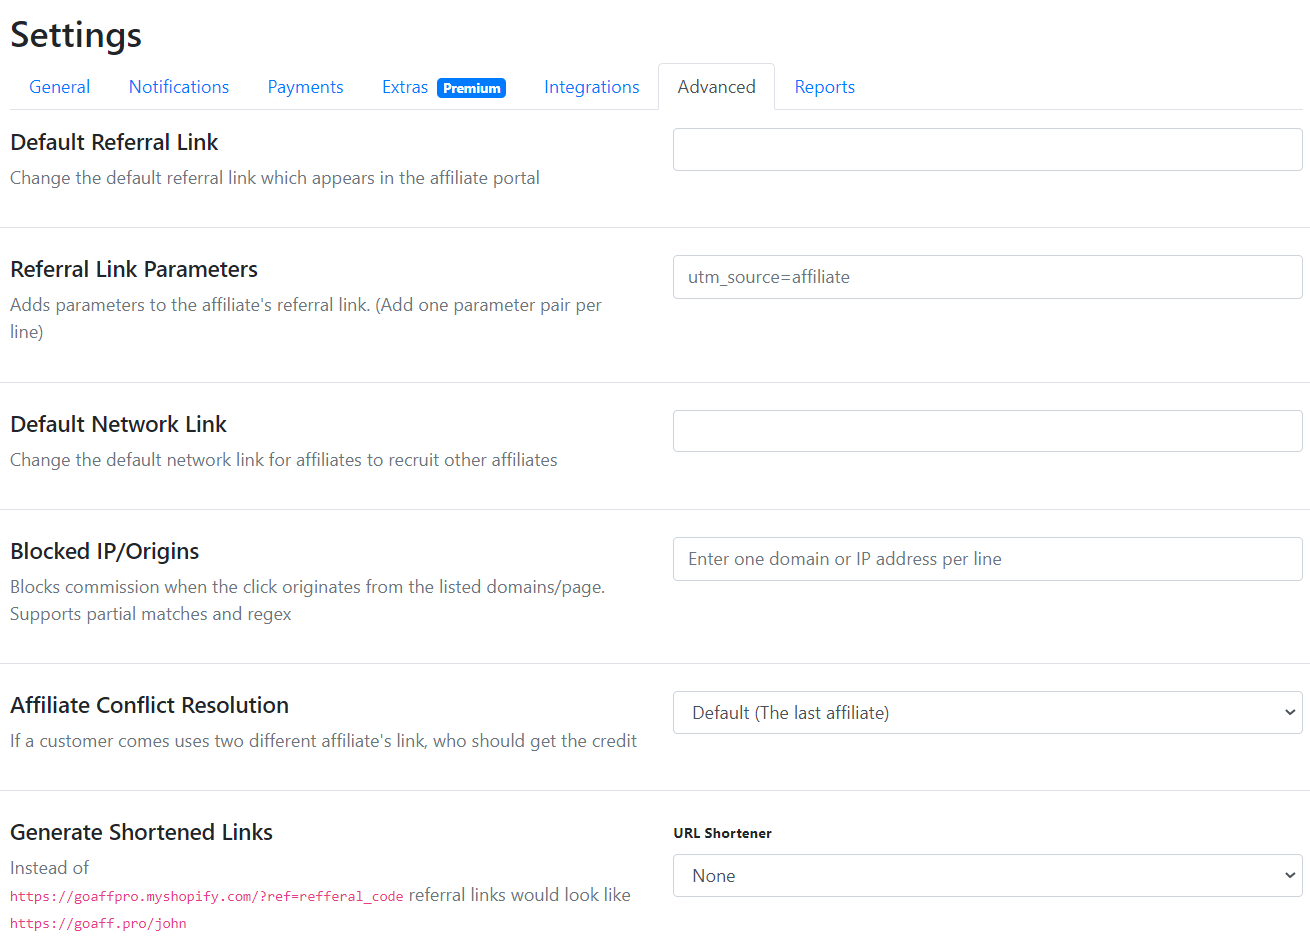 Settings
General Notifications Payments Extras Premium Integrations Advanced Reports
Default Referral Link
Change the default referral link which appears in the affiliate portal
Referral Link Parameters
utm_source=affiliate
Adds parameters to the affiliate's referral link. (Add one parameter pair per
line)
Default Network Link
Change the default network link for affiliates to recruit other affiliates
Blocked IP/Origins
Enter one domain or IP address per line
Blocks commission when the click originates from the listed domains/page.
Supports partial matches and regex
Affiliate Conflict Resolution
Default (The last affiliate)
If a customer comes uses two different affiliate's link, who should get the credit
Generate Shortened Links
URL Shortener
None
Instead of
https://goaffpro.myshopify.com/?ref=refferal_code referral links would look like
https://goaff.pro/john